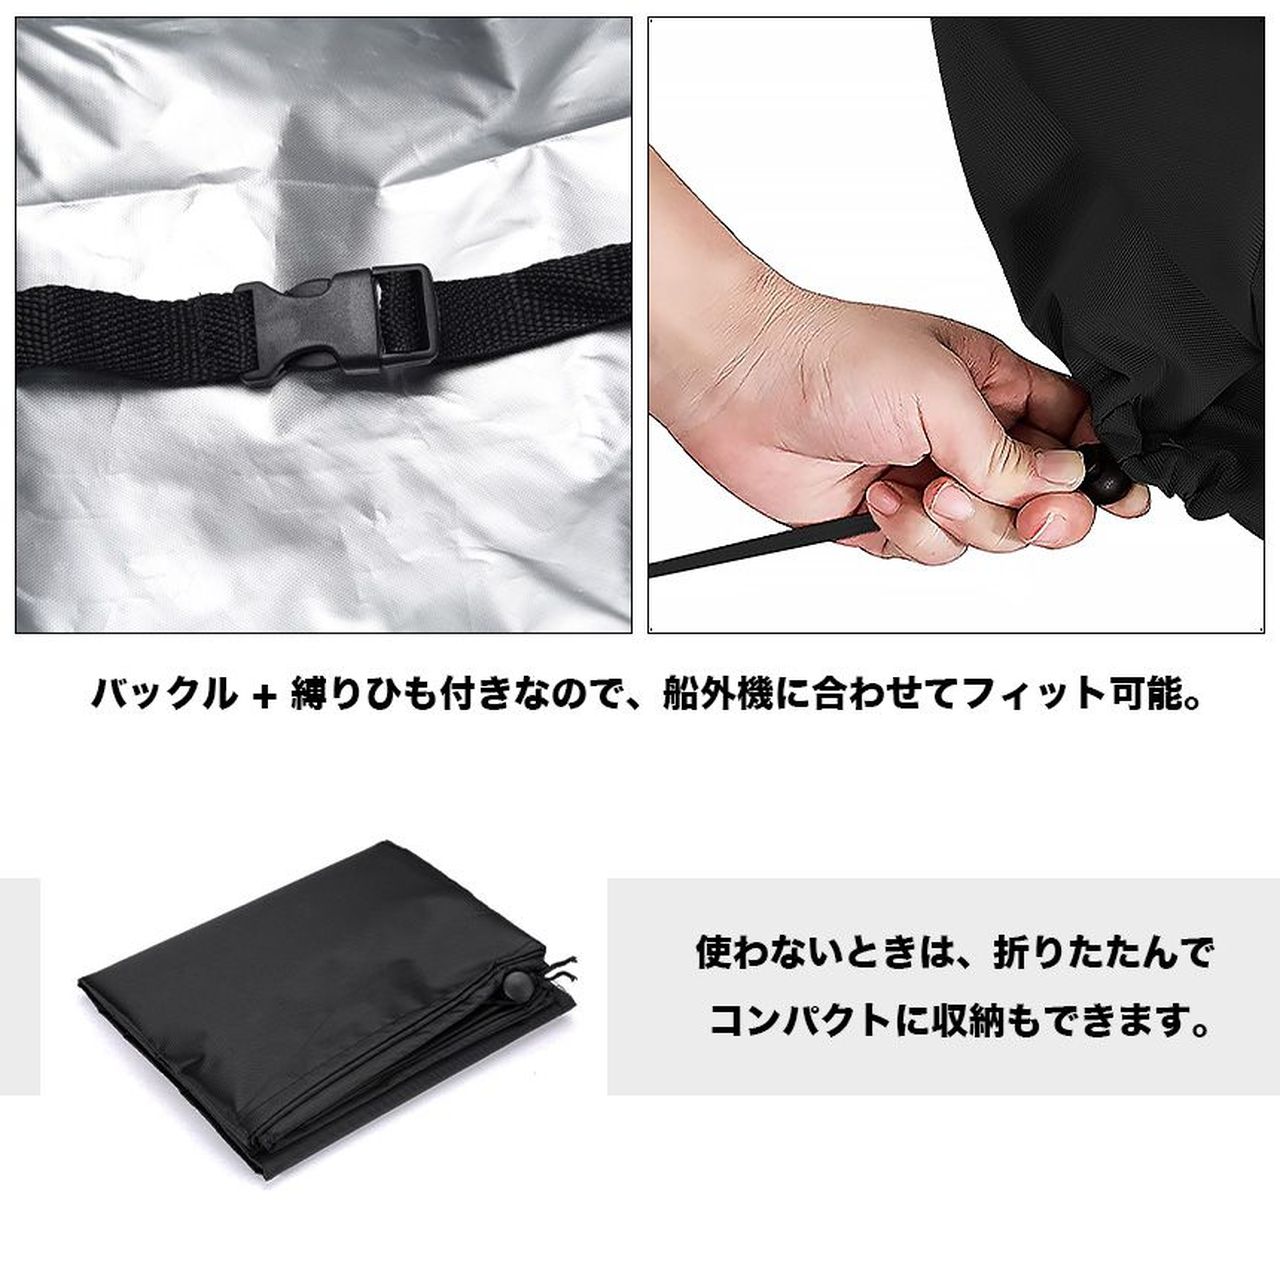 バックル + 縛りひも付きなので、船外機に合わせてフィット可能。
使わないときは、折りたたんで
コンパクトに収納もできます。